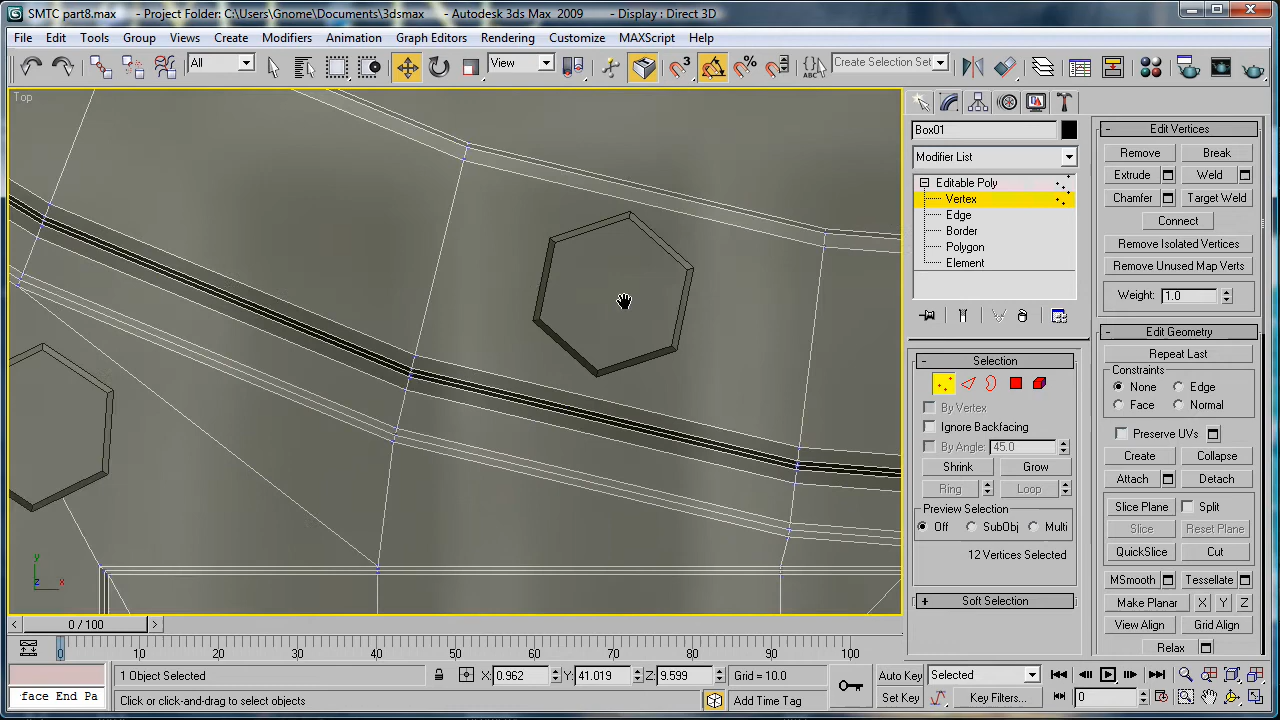 SMTC part8.max - Project Folder: C:\Users\Gnome\Documents\3dsmax - Autodesk 3ds Max 2009 - Display : Direct 3D
File Edit Tools Group Views Create Modifiers Animation Graph Editors Rendering Customize MAXScript Help
All View 3 Create Selection Set
Top
Box01
Modifier List
Editable Poly
Vertex
Edge
Border
Polygon
Element
Selection
By Vertex
Ignore Backfacing
By Angle: 45.0
Shrink Grow
Ring Loop
Preview Selection
Off SubObj Multi
12 Vertices Selected
Soft Selection
Edit Vertices
Remove Break
Extrude Weld
Chamfer Target Weld
Connect
Remove Isolated Vertices
Remove Unused Map Verts
Weight: 1.0
Edit Geometry
Repeat Last
Constraints
None Edge
Face Normal
Preserve UVs
Create Collapse
Attach Detach
Slice Plane Split
Slice Reset Plane
QuickSlice Cut
MSmooth Tessellate
Make Planar X Y Z
View Align Grid Align
Relax
y
z x
0 / 100
0 10 20 30 40 50 60 70 80 90 100
1 Object Selected X: 0.962 Y: 41.019 Z: 9.599 Grid = 10.0 Auto Key Selected
face End Pa Click or click-and-drag to select objects Add Time Tag Set Key Key Filters... 0